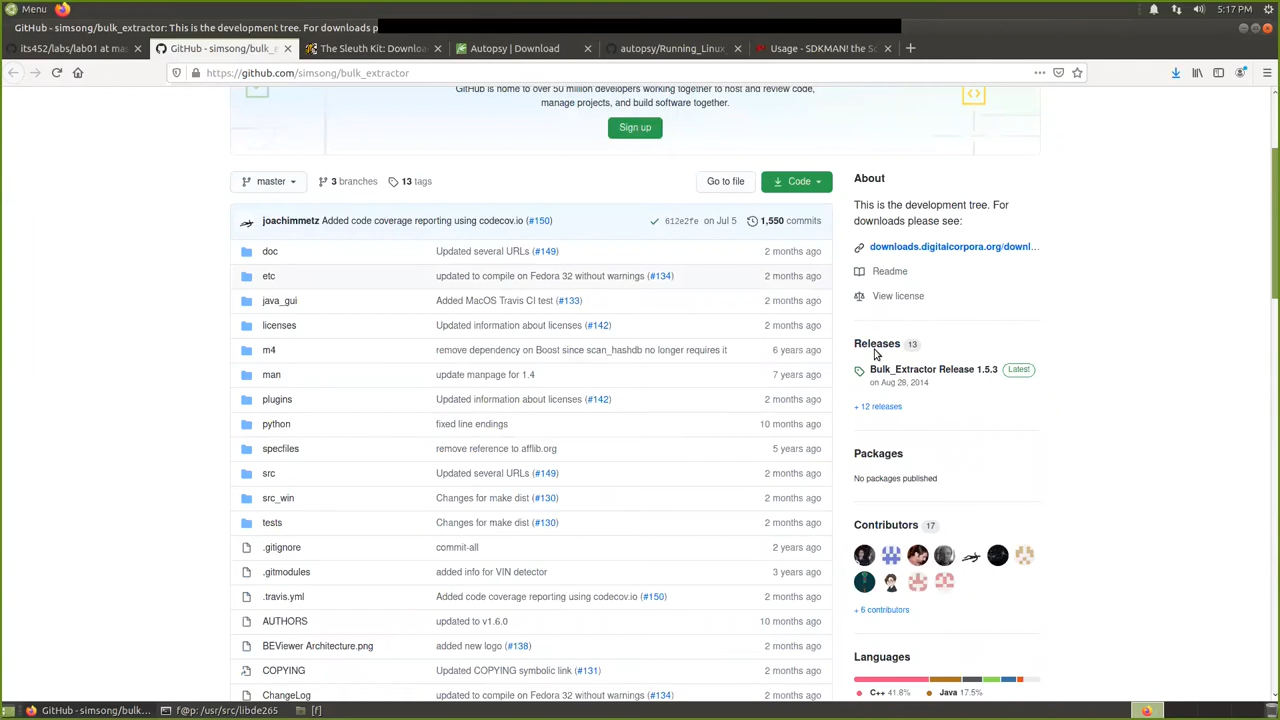 Menu
5:17 PM
GitHub - simsong/bulk_extractor: This is the development tree. For downloads p
its452/labs/lab01 at mas
GitHub - simsong/bulk_e
The Sleuth Kit: Downloa
Autopsy | Download
autopsy/Running_Linux
Usage - SDKMAN! the So
https://github.com/simsong/bulk_extractor
GitHub is home to over 50 million developers working together to host and review code,
manage projects, and build software together.
Sign up
master
3 branches
13 tags
Go to file
Code
joachimmetz Added code coverage reporting using codecov.io (#150)
612e2fe on Jul 5
1,550 commits
doc Updated several URLs (#149) 2 months ago
etc updated to compile on Fedora 32 without warnings (#134) 2 months ago
java_gui Added MacOS Travis CI test (#133) 2 months ago
licenses Updated information about licenses (#142) 2 months ago
m4 remove dependency on Boost since scan_hashdb no longer requires it 6 years ago
man update manpage for 1.4 7 years ago
plugins Updated information about licenses (#142) 2 months ago
python fixed line endings 10 months ago
specfiles remove reference to afflib.org 5 years ago
src Updated several URLs (#149) 2 months ago
src_win Changes for make dist (#130) 2 months ago
tests Changes for make dist (#130) 2 months ago
.gitignore commit-all 2 years ago
.gitmodules added info for VIN detector 3 years ago
.travis.yml Added code coverage reporting using codecov.io (#150) 2 months ago
AUTHORS updated to v1.6.0 10 months ago
BEViewer Architecture.png added new logo (#138) 2 months ago
COPYING Updated COPYING symbolic link (#131) 2 months ago
ChangeLog updated to compile on Fedora 32 without warnings (#134) 2 months ago
About
This is the development tree. For
downloads please see:
downloads.digitalcorpora.org/downl...
Readme
View license
Releases 13
Bulk_Extractor Release 1.5.3 Latest
on Aug 28, 2014
+ 12 releases
Packages
No packages published
Contributors 17
+ 6 contributors
Languages
C++ 41.8%
Java 17.5%
GitHub - simsong/bulk...
f@p: /usr/src/libde265
[f]